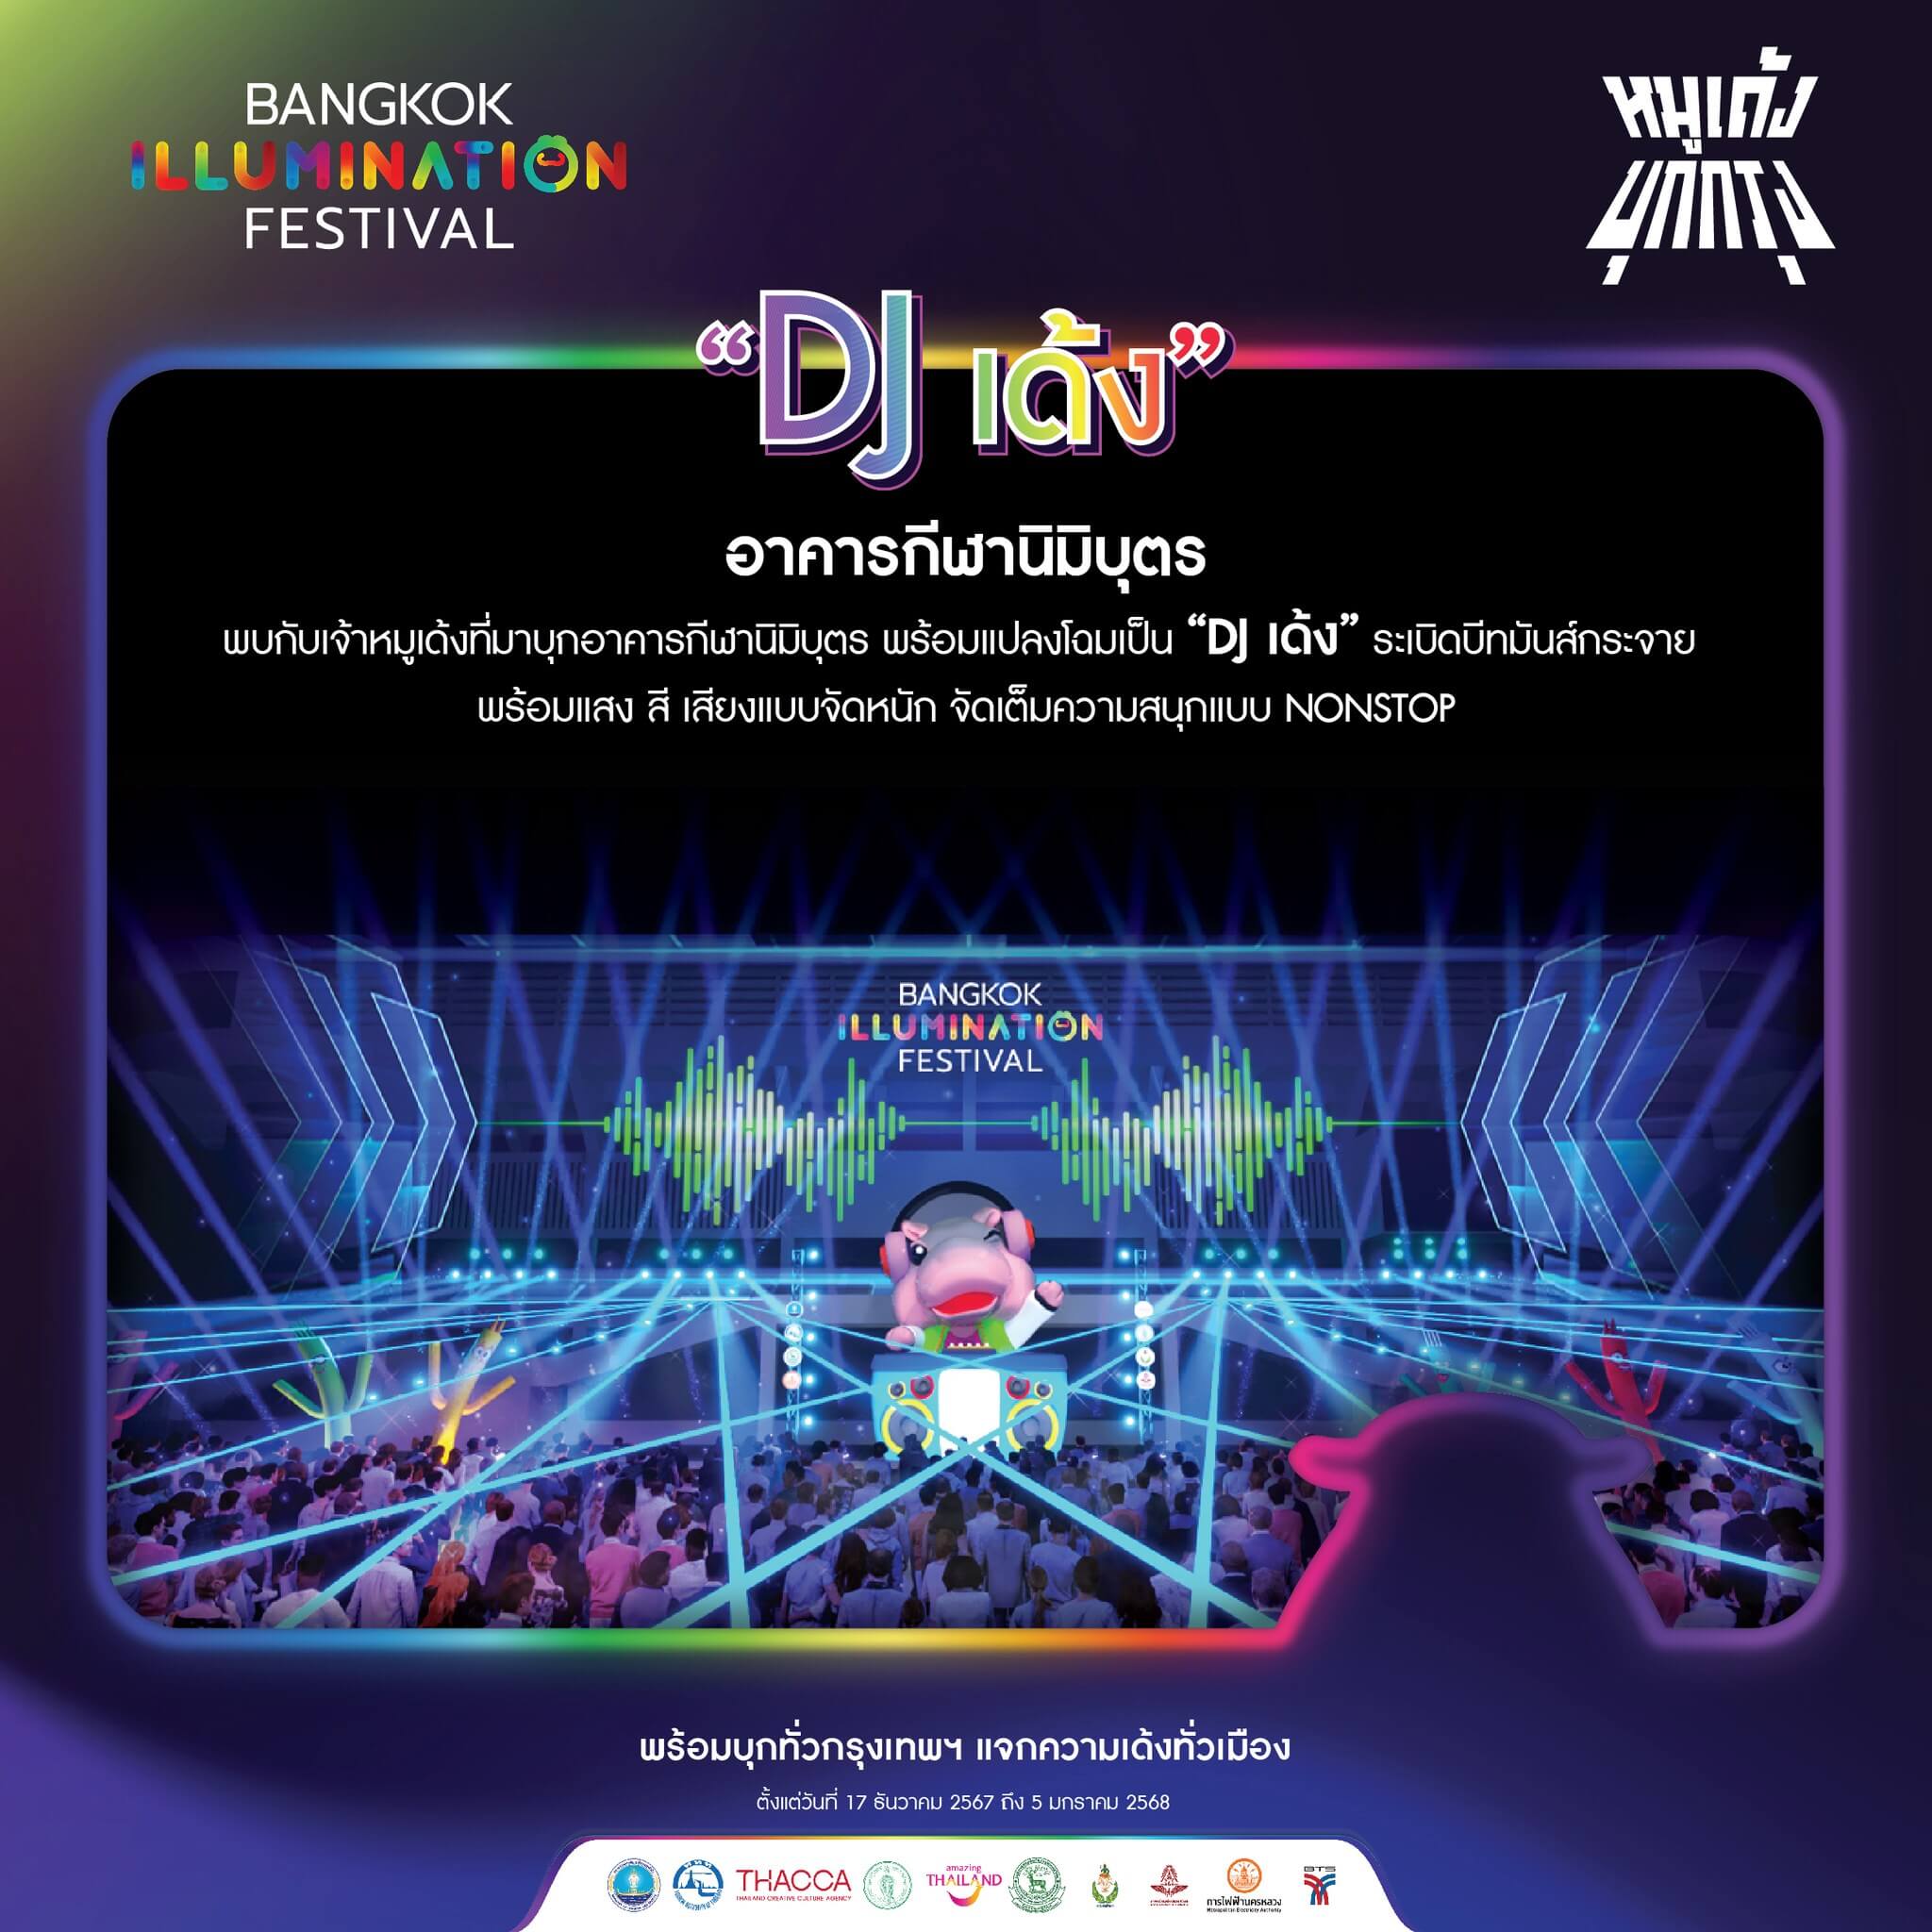 BANGKOK
ILLUMINATION
FESTIVAL
หมูเด้ง
บุกกรุง
“DJ เด้ง”
อาคารกีฬานิมิบุตร
พบกับเจ้าหมูเด้งที่มาบุกอาคารกีฬานิมิบุตร พร้อมแปลงโฉมเป็น “DJ เด้ง” ระเบิดบีทมันส์กระจาย
พร้อมแสง สี เสียงแบบจัดหนัก จัดเต็มความสนุกแบบ NONSTOP
BANGKOK
ILLUMINATION
FESTIVAL
พร้อมบุกทั่วกรุงเทพฯ แจกความเด้งทั่วเมือง
ตั้งแต่วันที่ 17 ธันวาคม 2567 ถึง 5 มกราคม 2568
THACCA
THAILAND CREATIVE CULTURE AGENCY
amazing
THAILAND
การไฟฟ้านครหลวง
Metropolitan Electricity Authority
BTS